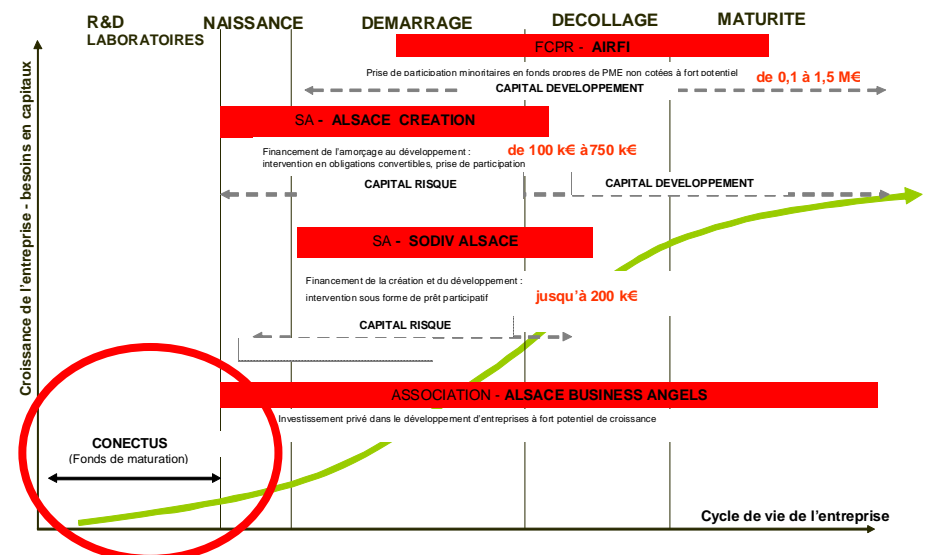 R&D
LABORATOIRES
NAISSANCE
DEMARRAGE
DECOLLAGE
MATURITE
FCPR - AIRFI
Prise de participation minoritaires en fonds propres de PME non cotées à fort potentiel
de 0,1 à 1,5 M€
CAPITAL DEVELOPPEMENT
SA - ALSACE CREATION
Financement de l'amorçage au développement :
intervention en obligations convertibles, prise de participation
de 100 k€ à 750 k€
CAPITAL RISQUE
CAPITAL DEVELOPPEMENT
SA - SODIV ALSACE
Financement de la création et du développement :
intervention sous forme de prêt participatif
jusqu'à 200 k€
CAPITAL RISQUE
ASSOCIATION - ALSACE BUSINESS ANGELS
Investissement privé dans le développement d'entreprises à fort potentiel de croissance
CONECTUS
(Fonds de maturation)
Croissance de l'entreprise - besoins en capitaux
Cycle de vie de l'entreprise